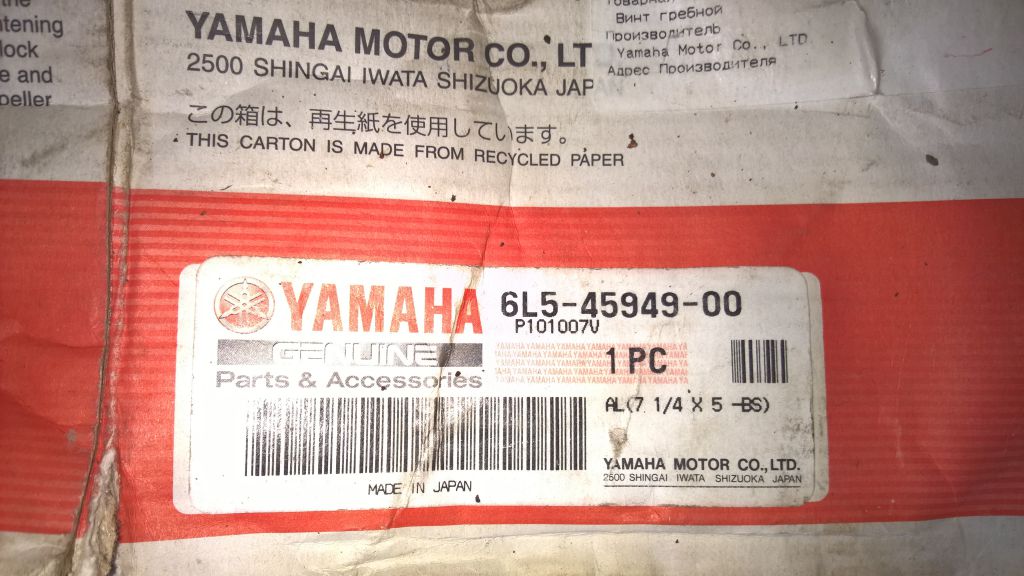 the
tening
lock
e and
peller
YAMAHA MOTOR CO., LT
2500 SHINGAI IWATA SHIZUOKA JAP
この箱は、再生紙を使用しています。
THIS CARTON IS MADE FROM RECYCLED PAPER
Винт гребной
Производитель
Yamaha Motor Co., LTD
Адрес Производителя
YAMAHA
GENUINE
Parts & Accessories
6L5-45949-00
P101007V
1 PC
AL(7 1/4 X 5 -BS)
MADE IN JAPAN
YAMAHA MOTOR CO.,LTD.
2500 SHINGAI IWATA SHIZUOKA JAPAN